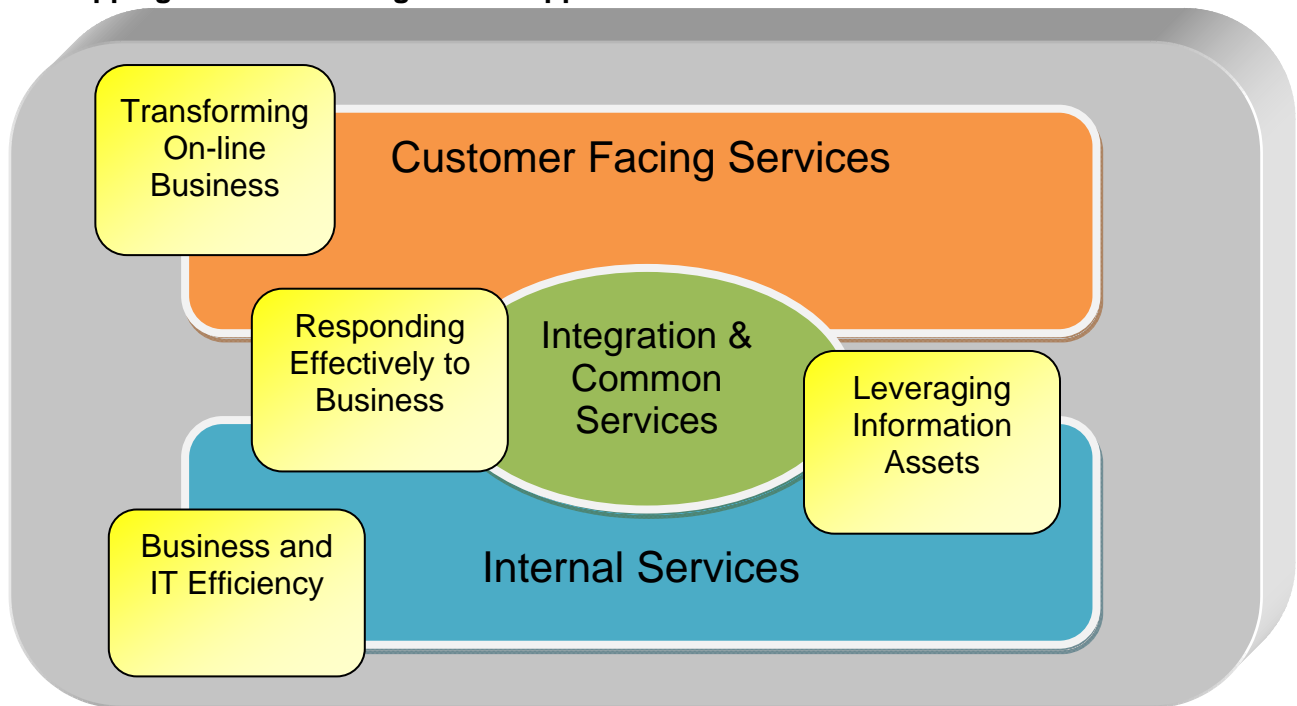 Transforming
On-line
Business
Customer Facing Services
Responding
Effectively to
Business
Integration &
Common
Services
Leveraging
Information
Assets
Business and
IT Efficiency
Internal Services